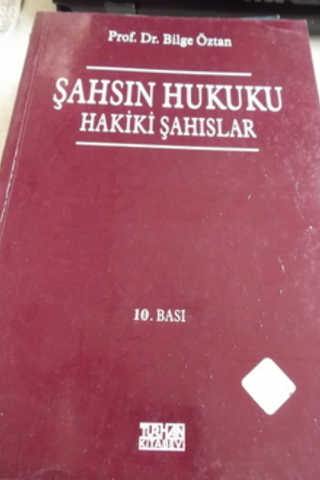 Prof. Dr. Bilge Öztan
ŞAHSIN HUKUKU
HAKİKİ ŞAHISLAR
10. BASI
TURHAN
KİTABEVİ